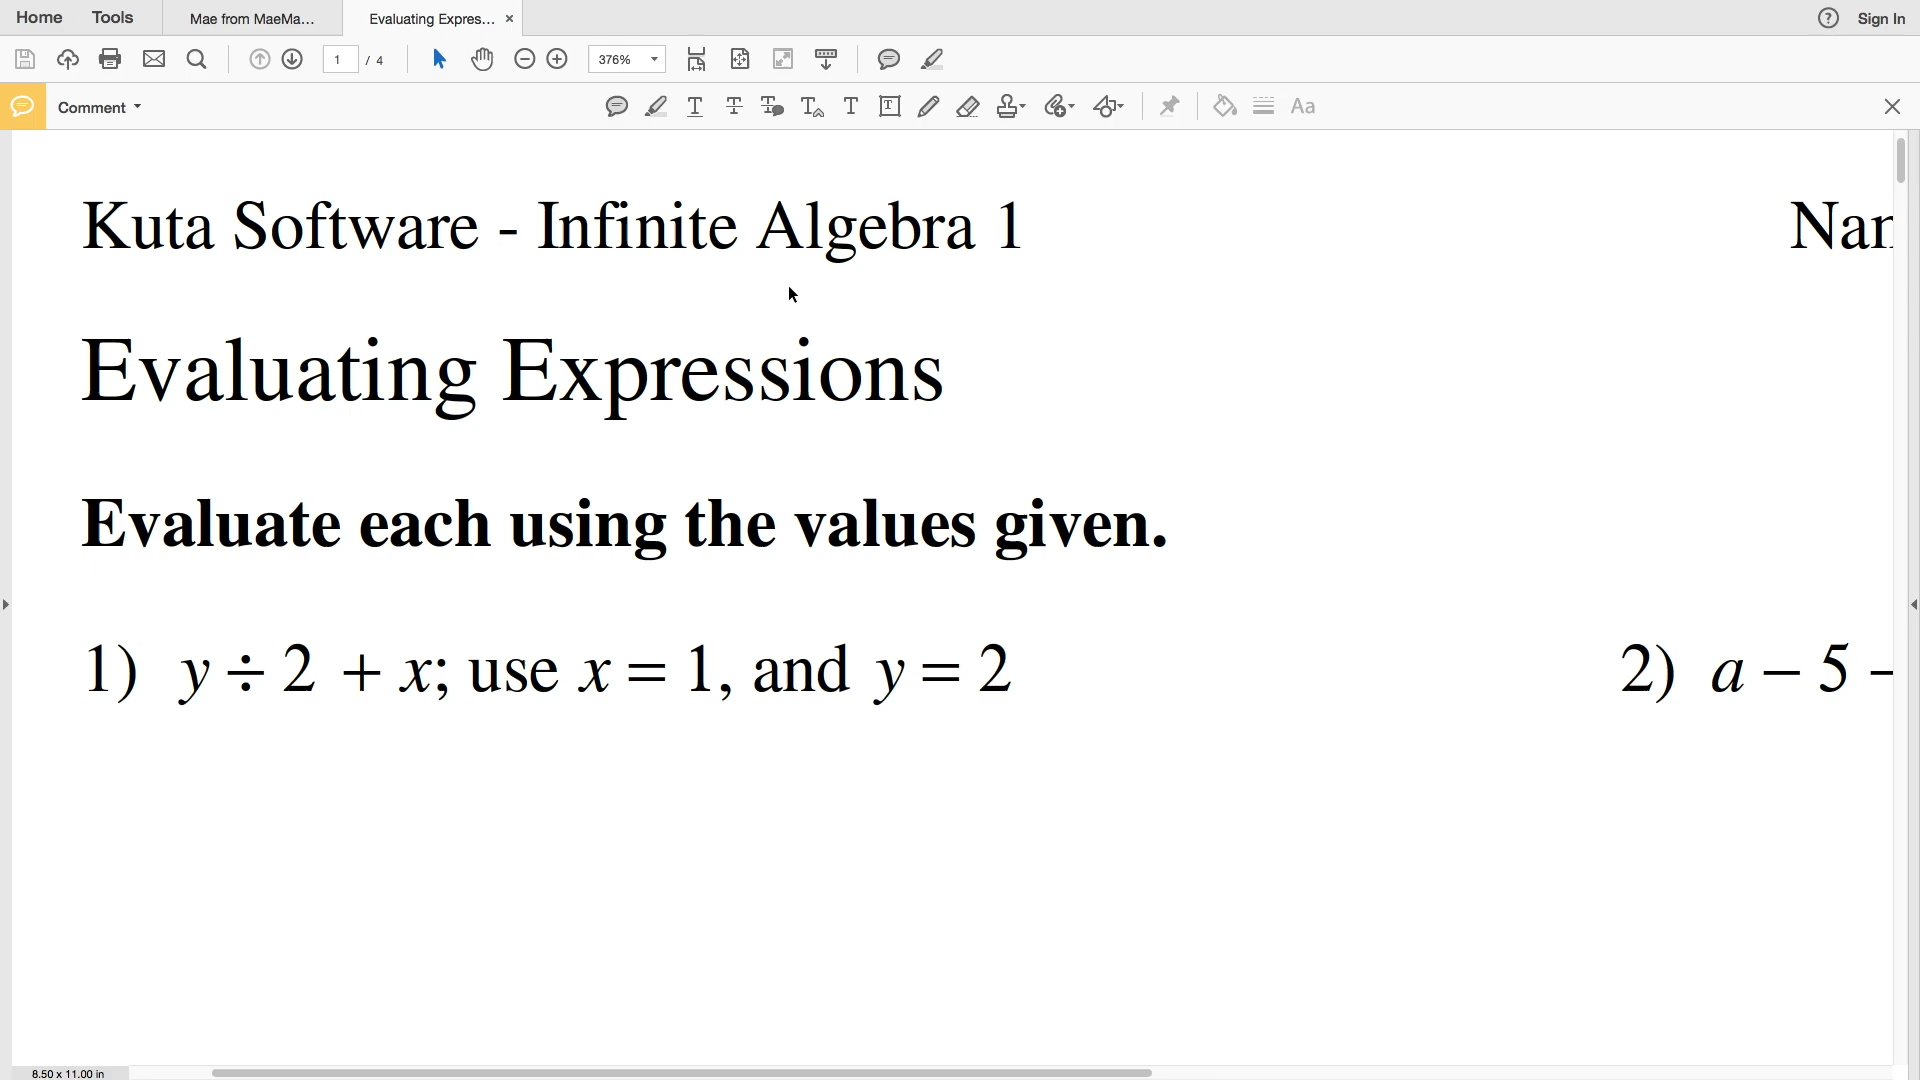 Home Tools Mae from MaeMa... Evaluating Expres... × ? Sign In
1 / 4 376%
Comment Aa
Kuta Software - Infinite Algebra 1 Nan
Evaluating Expressions
Evaluate each using the values given.
1) y ÷ 2 + x; use x = 1, and y = 2 2) a − 5 −
8.50 x 11.00 in